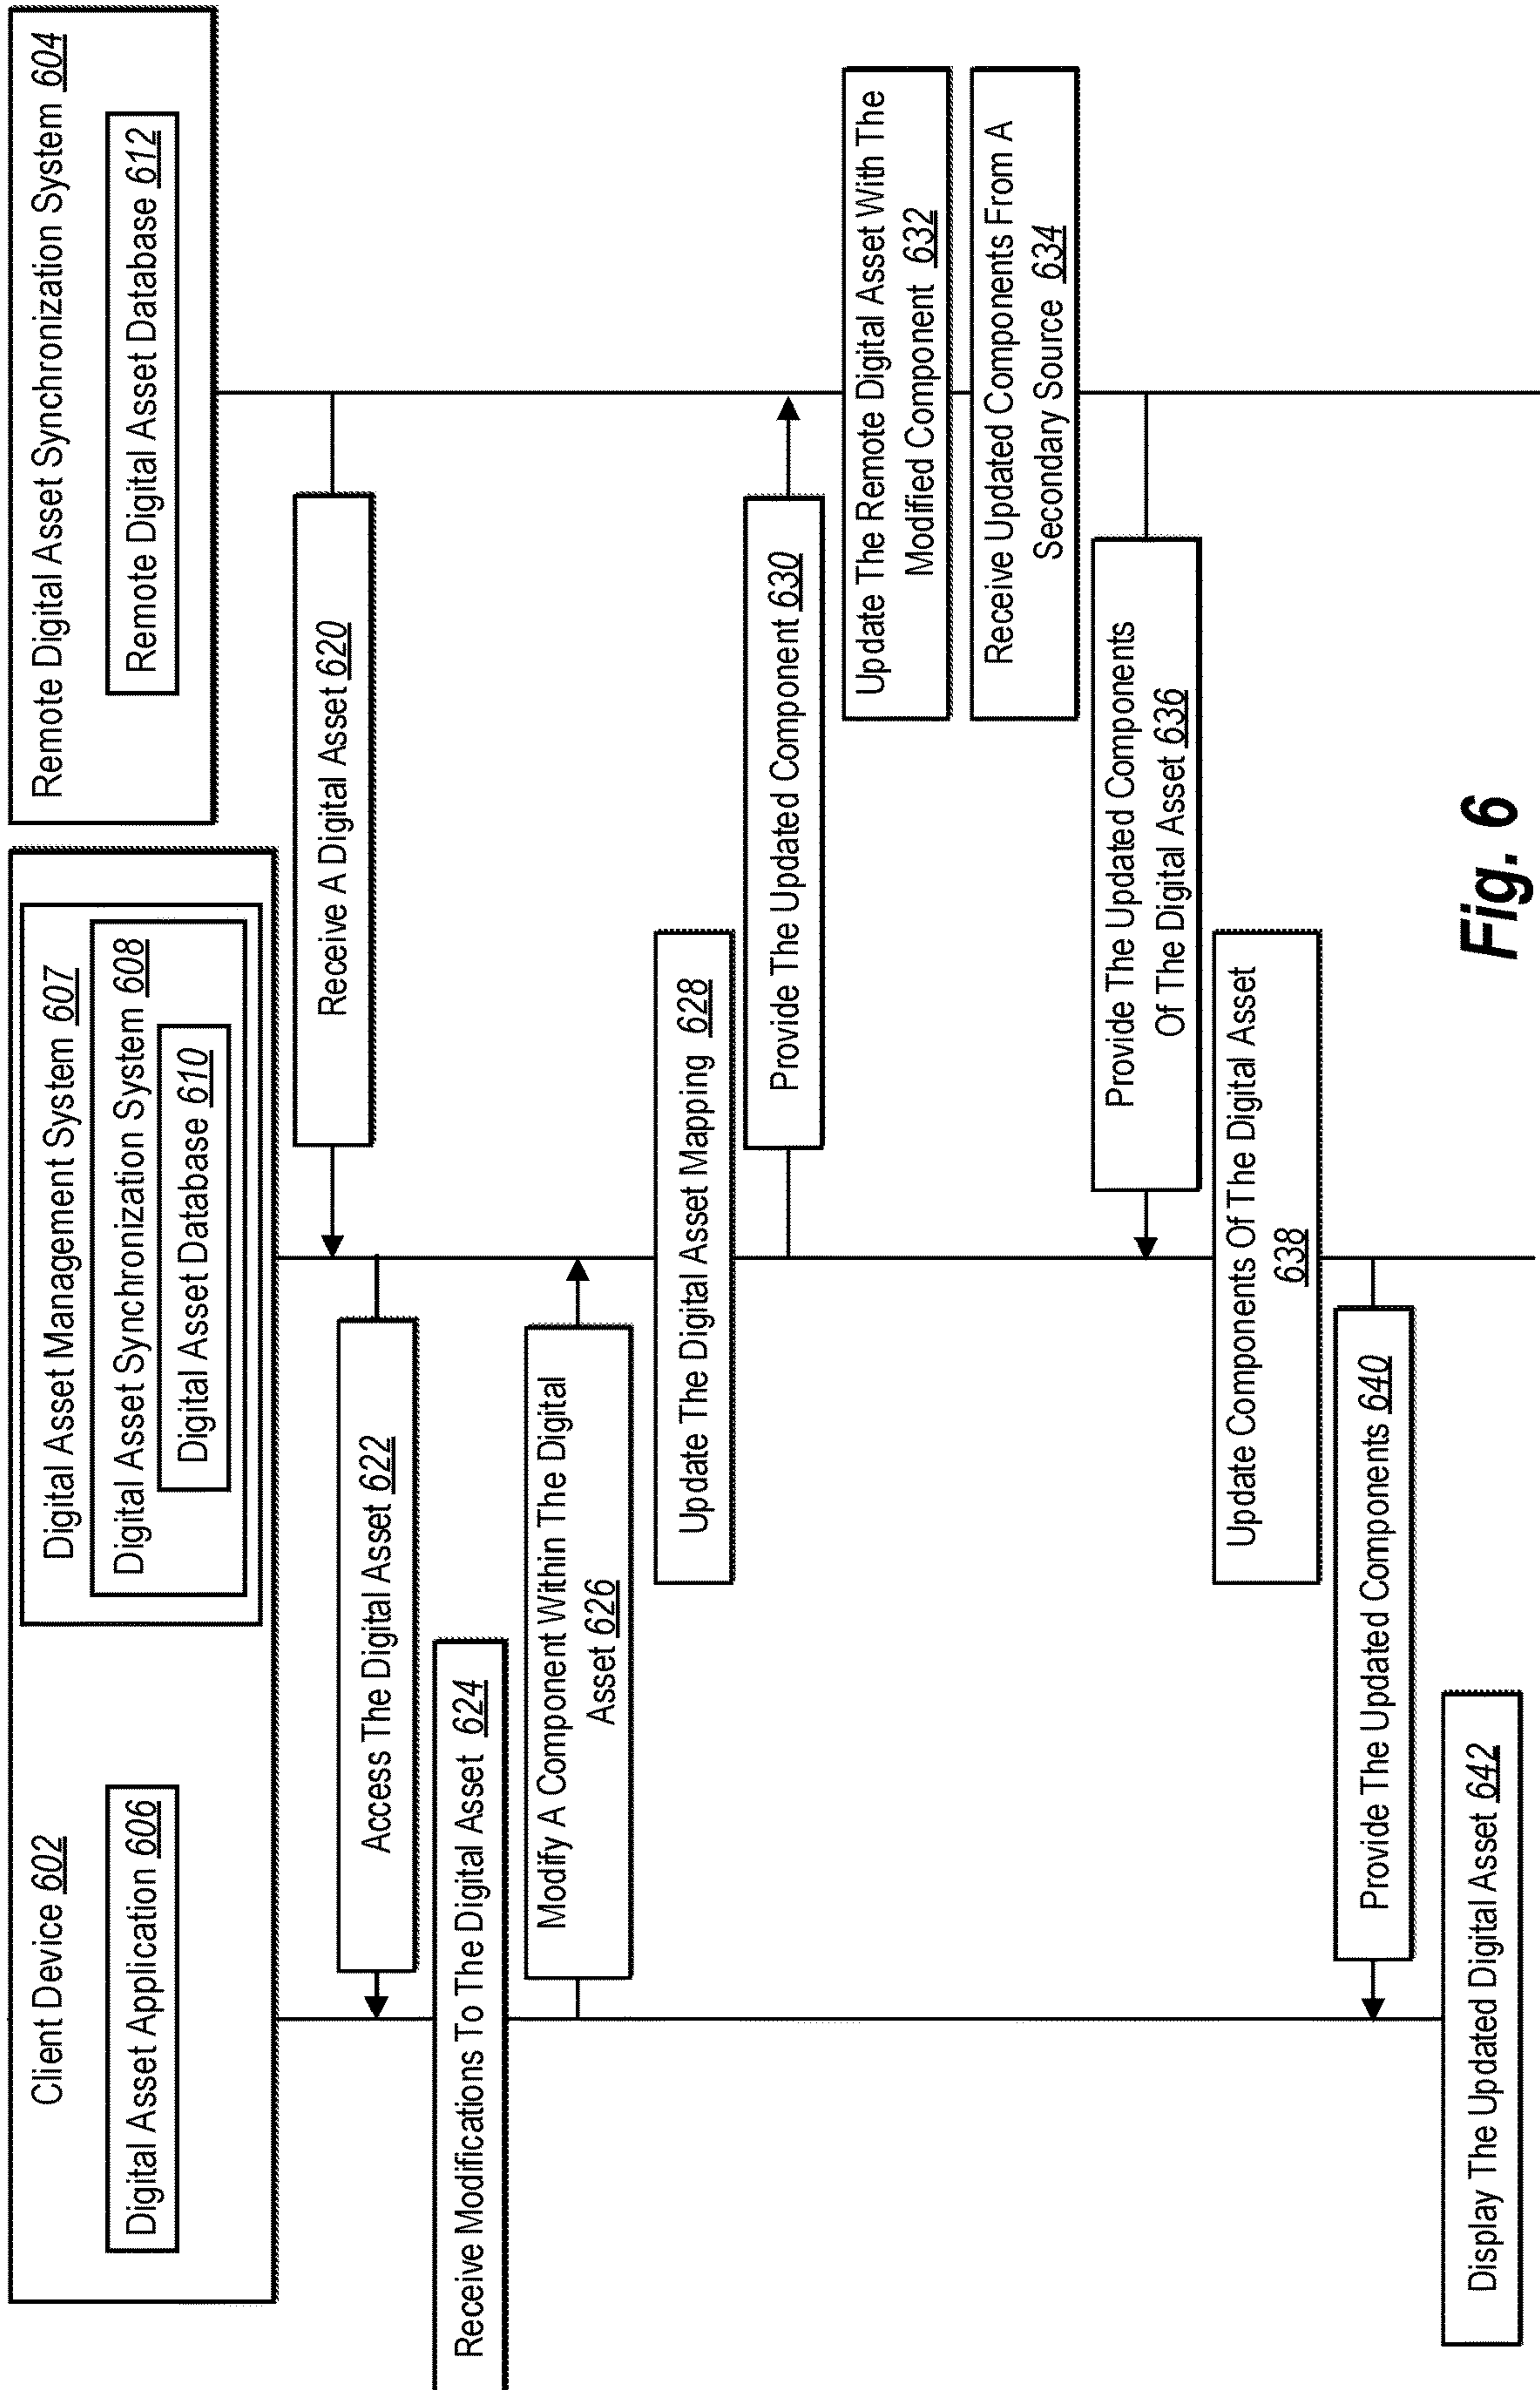 Client Device 602
Digital Asset Application 606
Digital Asset Management System 607
Digital Asset Synchronization System 608
Digital Asset Database 610
Remote Digital Asset Synchronization System 604
Remote Digital Asset Database 612
Receive A Digital Asset 620
Access The Digital Asset 622
Receive Modifications To The Digital Asset 624
Modify A Component Within The Digital
Asset 626
Update The Digital Asset Mapping 628
Provide The Updated Component 630
Update The Remote Digital Asset With The
Modified Component 632
Receive Updated Components From A
Secondary Source 634
Provide The Updated Components
Of The Digital Asset 636
Update Components Of The Digital Asset
638
Provide The Updated Components 640
Display The Updated Digital Asset 642
Fig. 6